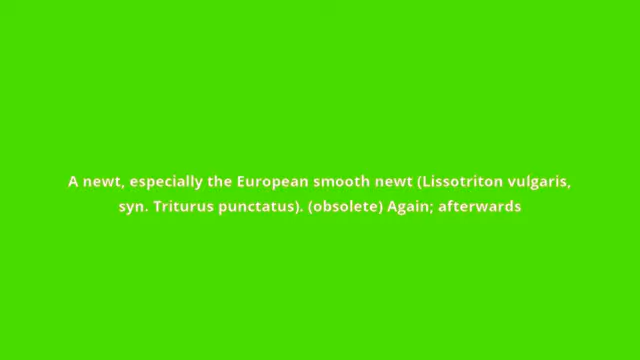 A newt, especially the European smooth newt (Lissotriton vulgaris,
syn. Triturus punctatus). (obsolete) Again; afterwards